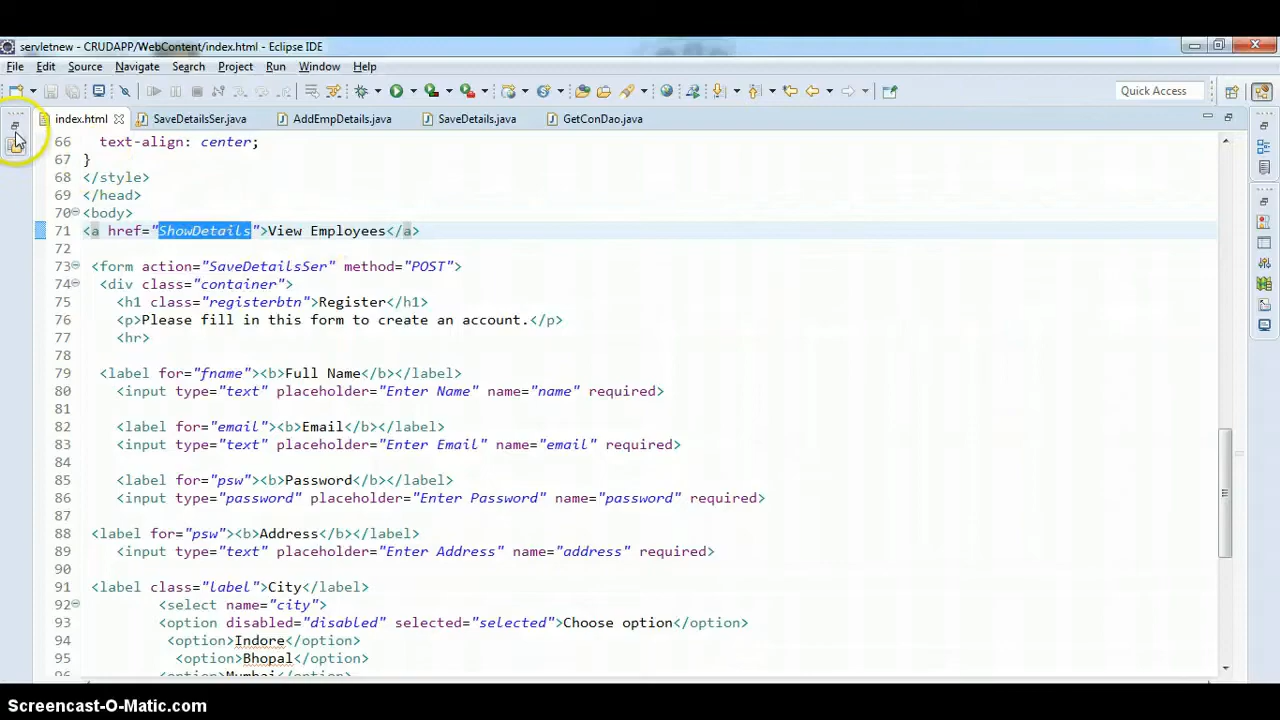 servletnew - CRUDAPP/WebContent/index.html - Eclipse IDE
File Edit Source Navigate Search Project Run Window Help
Quick Access
index.html SaveDetailsSer.java AddEmpDetails.java SaveDetails.java GetConDao.java
66 text-align: center;
67 }
68 </style>
69 </head>
70 <body>
71 <a href="ShowDetails">View Employees</a>
72
73 <form action="SaveDetailsSer" method="POST">
74 <div class="container">
75 <h1 class="registerbtn">Register</h1>
76 <p>Please fill in this form to create an account.</p>
77 <hr>
78
79 <label for="fname"><b>Full Name</b></label>
80 <input type="text" placeholder="Enter Name" name="name" required>
81
82 <label for="email"><b>Email</b></label>
83 <input type="text" placeholder="Enter Email" name="email" required>
84
85 <label for="psw"><b>Password</b></label>
86 <input type="password" placeholder="Enter Password" name="password" required>
87
88 <label for="psw"><b>Address</b></label>
89 <input type="text" placeholder="Enter Address" name="address" required>
90
91 <label class="label">City</label>
92 <select name="city">
93 <option disabled="disabled" selected="selected">Choose option</option>
94 <option>Indore</option>
95 <option>Bhopal</option>
96 <option>Mumbai</option>
Screencast-O-Matic.com